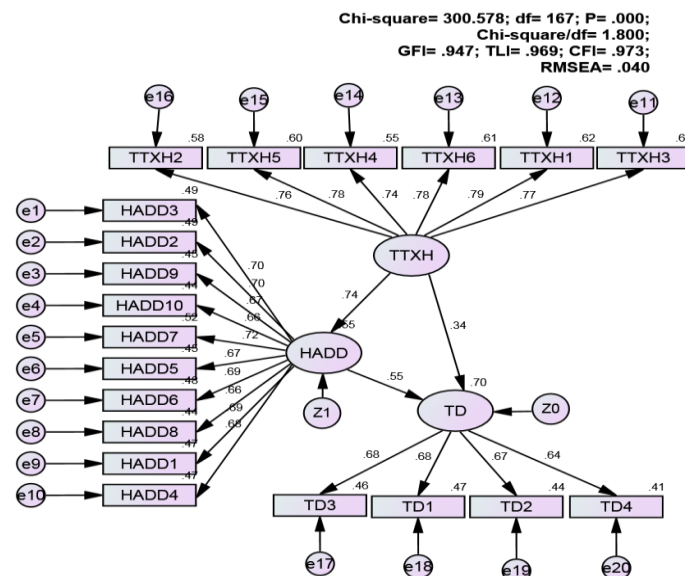 Chi-square= 300.578; df= 167; P= .000;
Chi-square/df= 1.800;
GFI= .947; TLI= .969; CFI= .973;
RMSEA= .040
e16 e15 e14 e13 e12 e11
.58 .60 .55 .61 .62
TTXH2 TTXH5 TTXH4 TTXH6 TTXH1 TTXH3
.76 .78 .74 .78 .79 .77
TTXH
.49
e1 HADD3
.49
e2 HADD2
.45
e3 HADD9
.44
e4 HADD10
.52
e5 HADD7
.45
e6 HADD5
.48
e7 HADD6
.44
e8 HADD8
.47
e9 HADD1
.47
e10 HADD4
.70
.70
.67
.66
.72
.67
.69
.66
.69
.68
.74
.34
.55
HADD
.55
.70
Z1 TD Z0
.68 .68 .67 .64
.46 .47 .44 .41
TD3 TD1 TD2 TD4
e17 e18 e19 e20